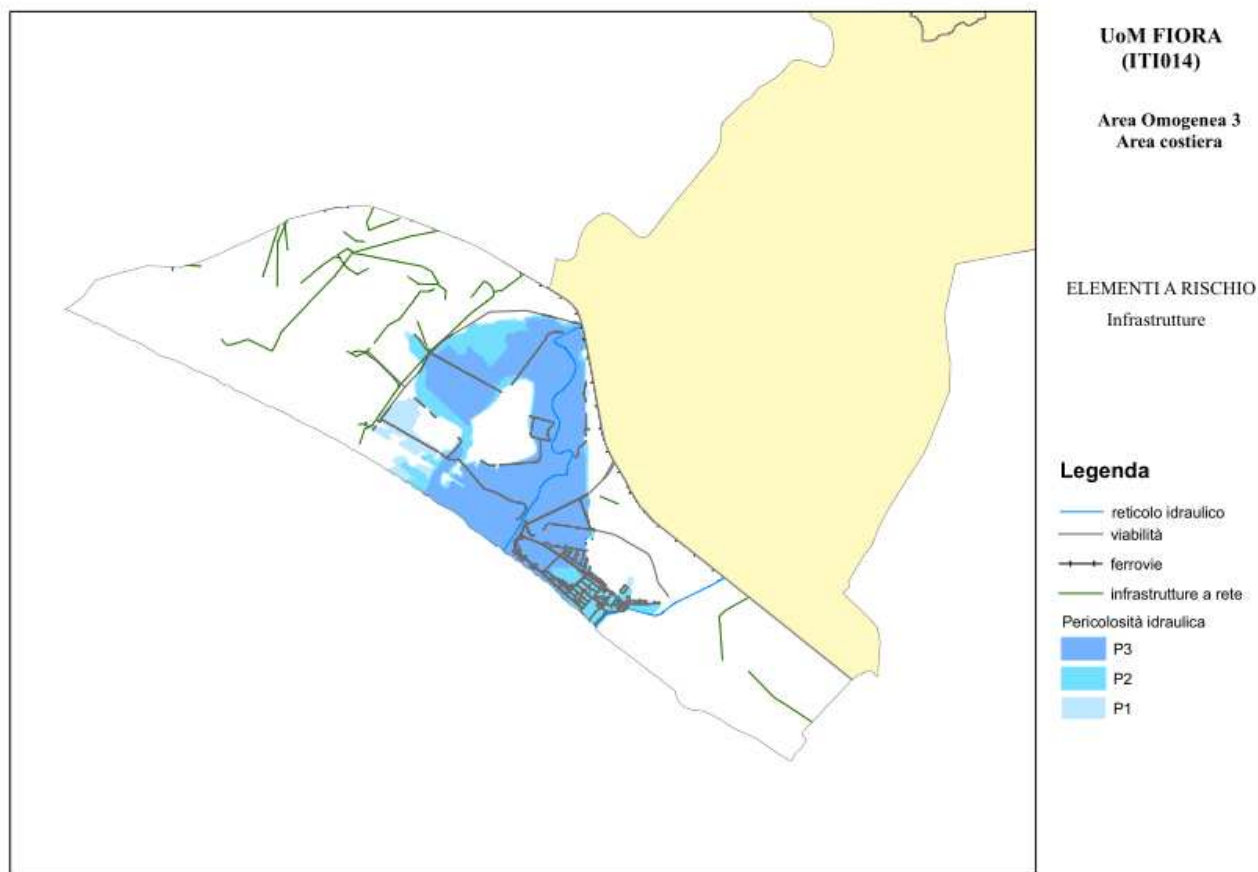 UoM FIORA
(ITI014)
Area Omogenea 3
Area costiera
ELEMENTI A RISCHIO
Infrastrutture
Legenda
reticolo idraulico
viabilità
ferrovie
infrastrutture a rete
Pericolosità idraulica
P3
P2
P1